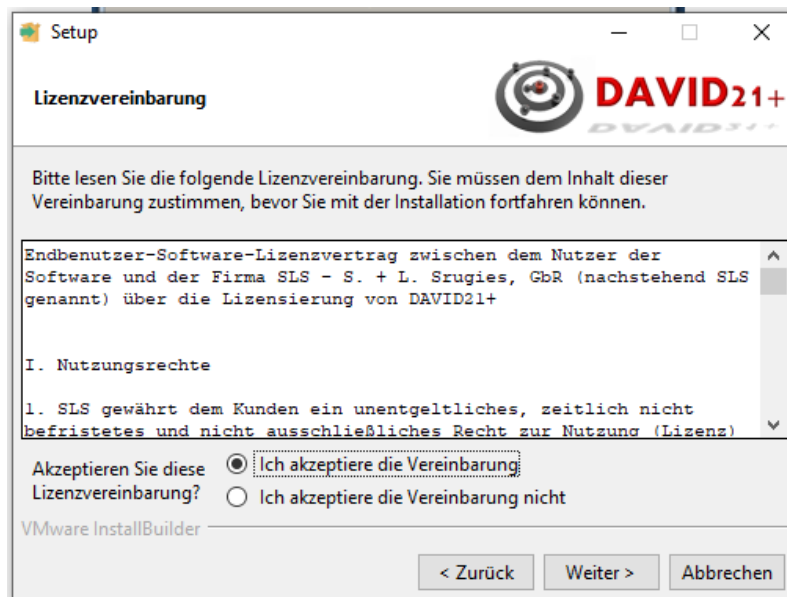 Setup
Lizenzvereinbarung
DAVID21+
Bitte lesen Sie die folgende Lizenzvereinbarung. Sie müssen dem Inhalt dieser
Vereinbarung zustimmen, bevor Sie mit der Installation fortfahren können.
Endbenutzer-Software-Lizenzvertrag zwischen dem Nutzer der
Software und der Firma SLS - S. + L. Srugies, GbR (nachstehend SLS
genannt) über die Lizensierung von DAVID21+
I. Nutzungsrechte
1. SLS gewährt dem Kunden ein unentgeltliches, zeitlich nicht
befristetes und nicht ausschließliches Recht zur Nutzung (Lizenz)
Akzeptieren Sie diese
Lizenzvereinbarung?
Ich akzeptiere die Vereinbarung
Ich akzeptiere die Vereinbarung nicht
VMware InstallBuilder
< Zurück
Weiter >
Abbrechen